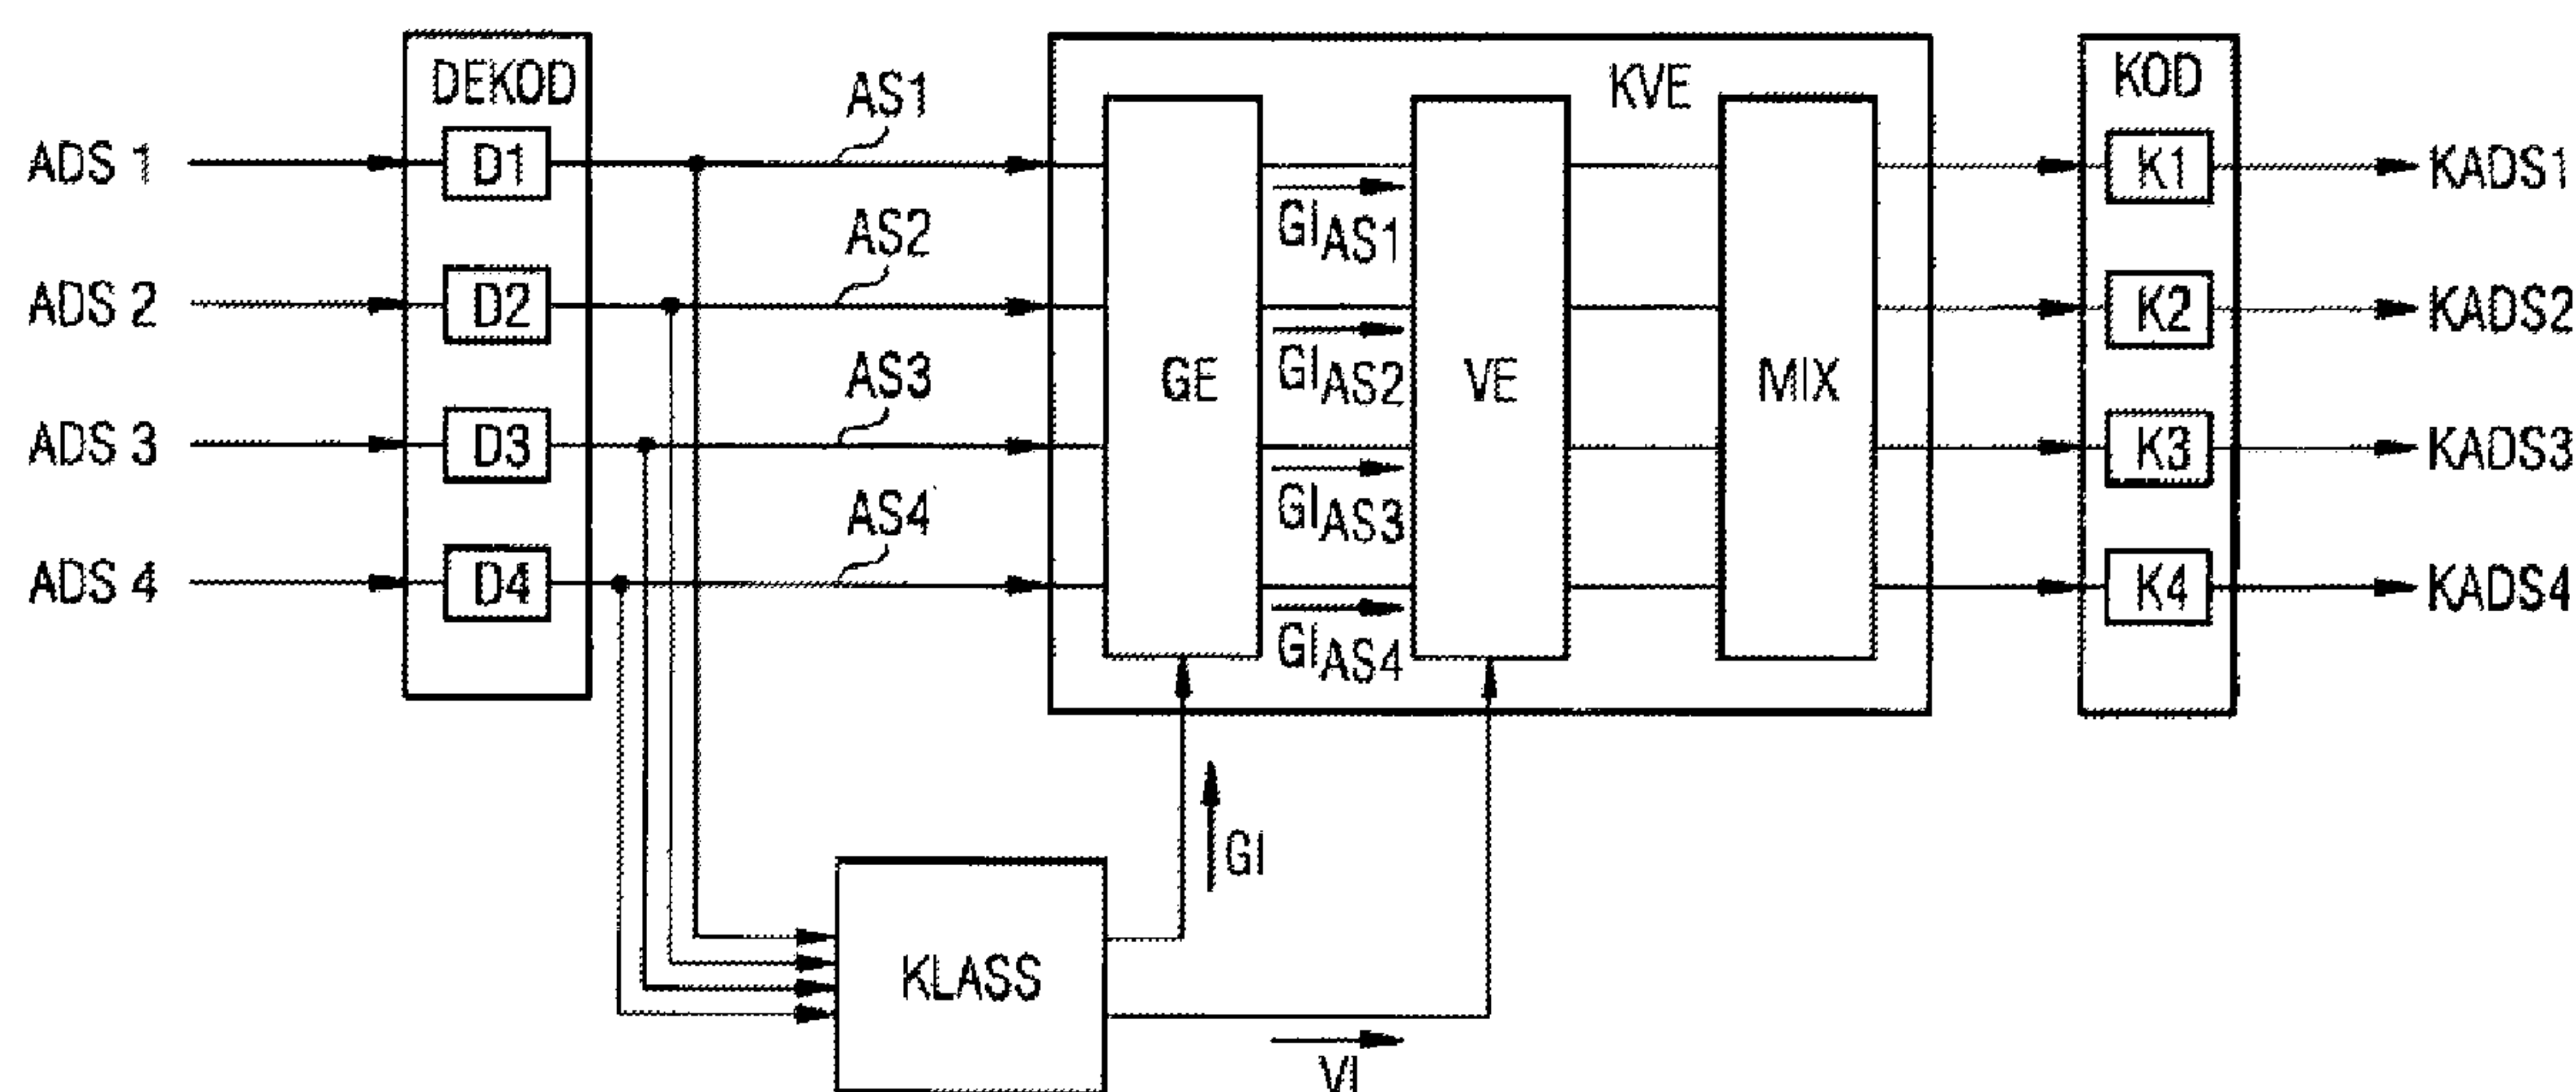 DEKOD
KVE
KOD
AS1
ADS 1
D1
K1
KADS1
GIAS1
AS2
ADS 2
D2
K2
KADS2
GIAS2
GE
VE
MIX
AS3
ADS 3
D3
K3
KADS3
GIAS3
AS4
ADS 4
D4
K4
KADS4
GIAS4
GI
KLASS
VI